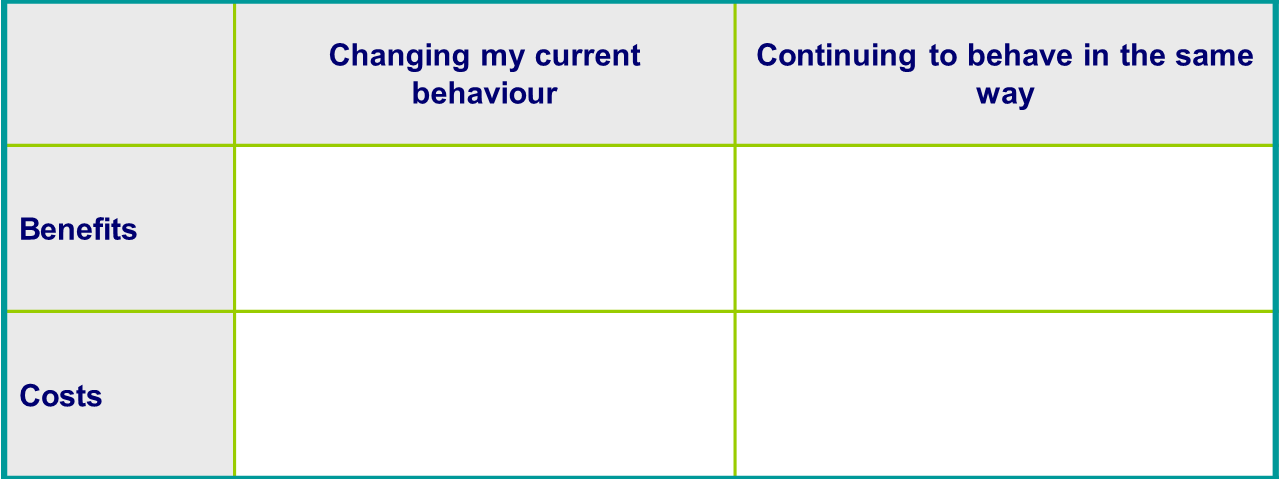 Changing my current
behaviour
Continuing to behave in the same
way
Benefits
Costs